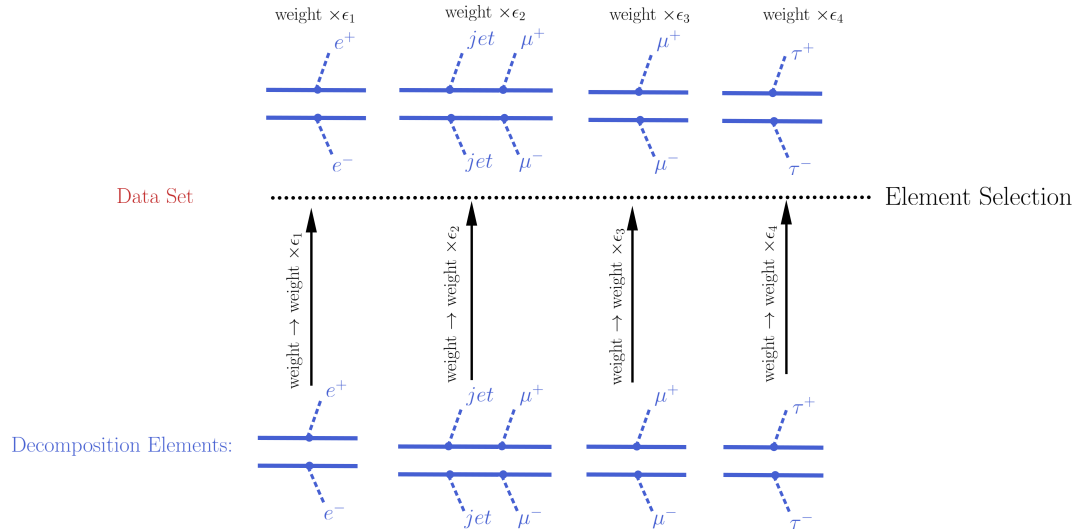 weight ×ϵ₁ weight ×ϵ₂ weight ×ϵ₃ weight ×ϵ₄
e⁺ jet μ⁺ μ⁺ τ⁺
e⁻ jet μ⁻ μ⁻ τ⁻
Data Set
Element Selection
weight → weight ×ϵ₁
weight → weight ×ϵ₂
weight → weight ×ϵ₃
weight → weight ×ϵ₄
e⁺ jet μ⁺ μ⁺ τ⁺
Decomposition Elements:
e⁻ jet μ⁻ μ⁻ τ⁻